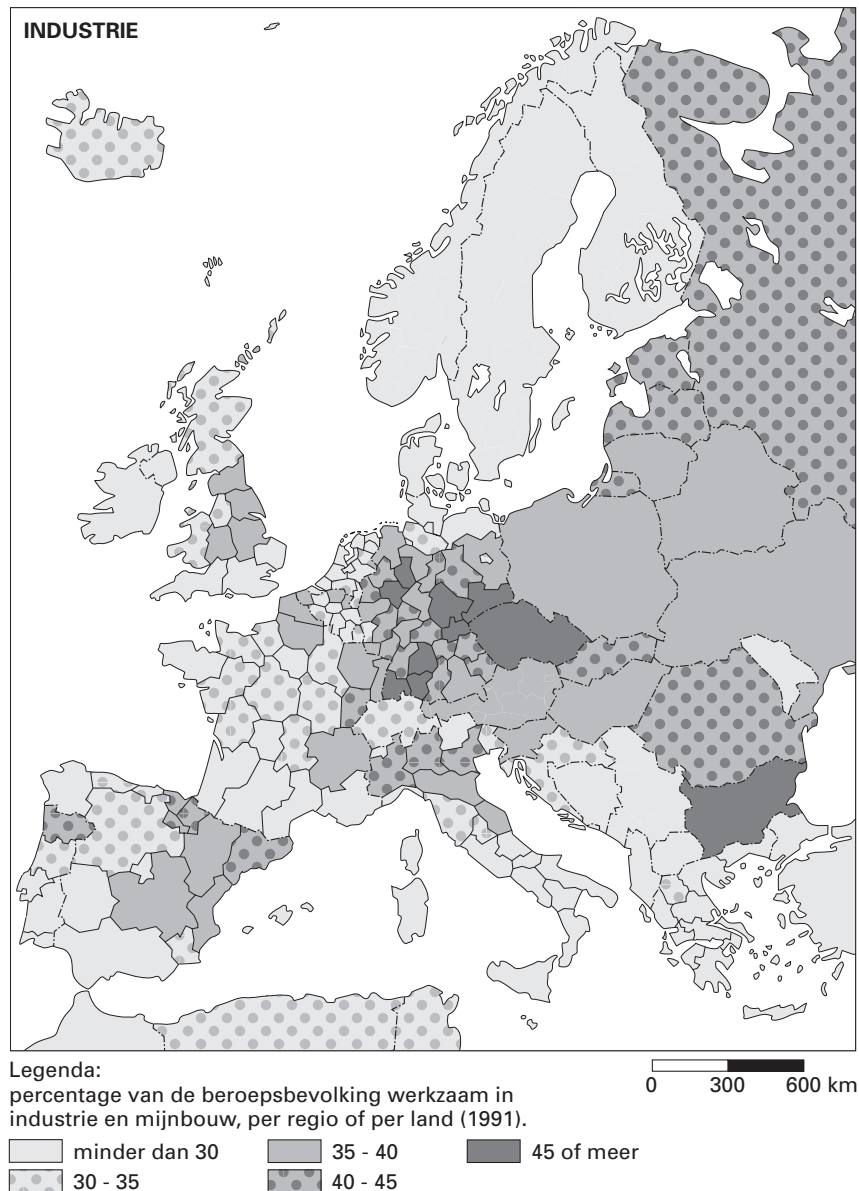 INDUSTRIE
Legenda:
percentage van de beroepsbevolking werkzaam in
industrie en mijnbouw, per regio of per land (1991).
0 300 600 km
minder dan 30
35 - 40
45 of meer
30 - 35
40 - 45